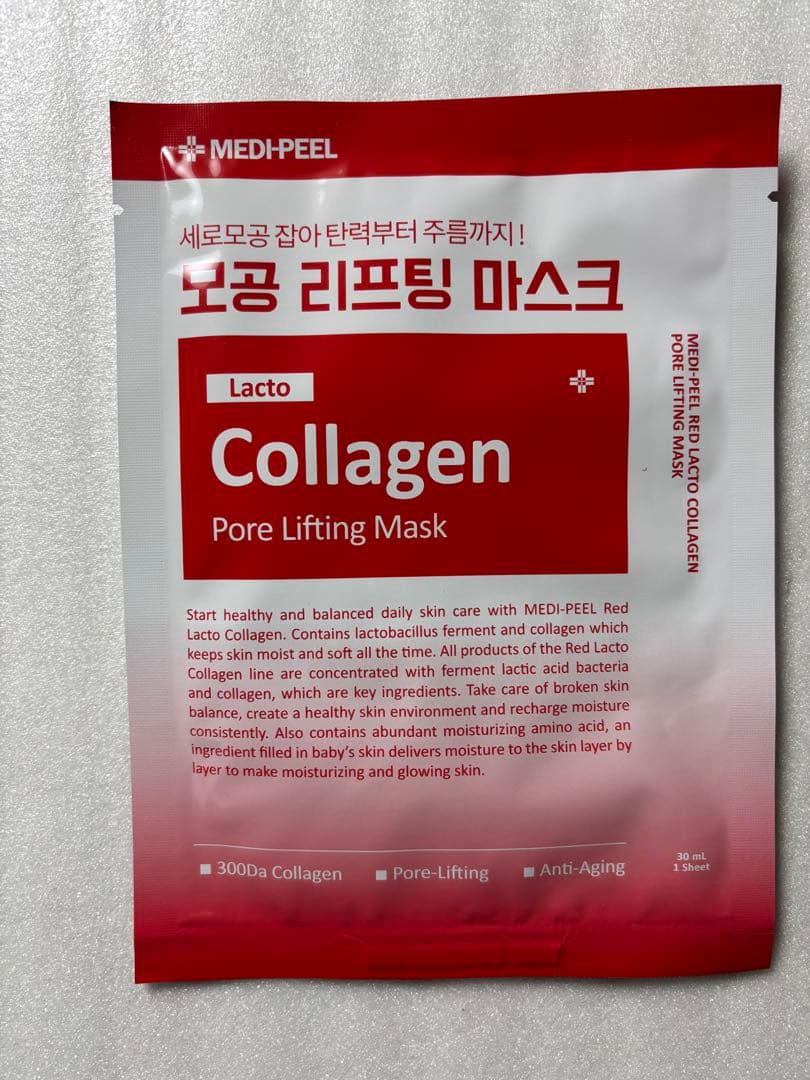 MEDI-PEEL
세로모공 잡아 탄력부터 주름까지!
모공 리프팅 마스크
Lacto
Collagen
Pore Lifting Mask
MEDI-PEEL RED LACTO COLLAGEN
PORE LIFTING MASK
Start healthy and balanced daily skin care with MEDI-PEEL Red
Lacto Collagen. Contains lactobacillus ferment and collagen which
keeps skin moist and soft all the time. All products of the Red Lacto
Collagen line are concentrated with ferment lactic acid bacteria
and collagen, which are key ingredients. Take care of broken skin
balance, create a healthy skin environment and recharge moisture
consistently. Also contains abundant moisturizing amino acid, an
ingredient filled in baby's skin delivers moisture to the skin layer by
layer to make moisturizing and glowing skin.
300Da Collagen
Pore-Lifting
Anti-Aging
30 mL
1 Sheet